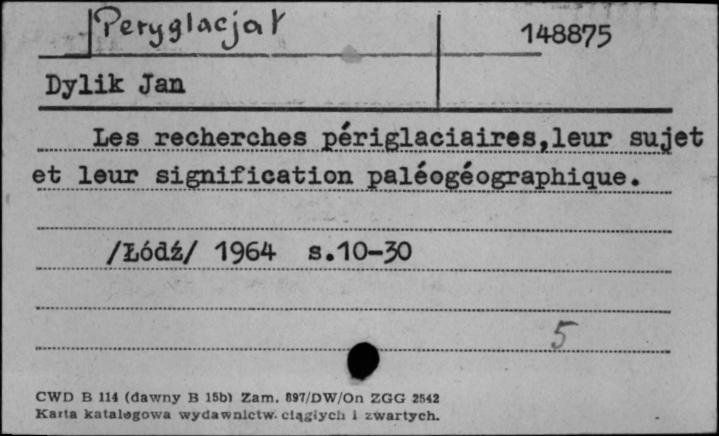 Peryglacjał
148875
Dylik Jan
Les recherches périglaciaires,leur sujet
et leur signification paléogéographique.
/Łódź/ 1964 s.10-30
5
CWD B 114 (dawny B 15b) Zam. 897/DW/On ZGG 2542
Karta katalogowa wydawnictw. ciągłych i zwartych.